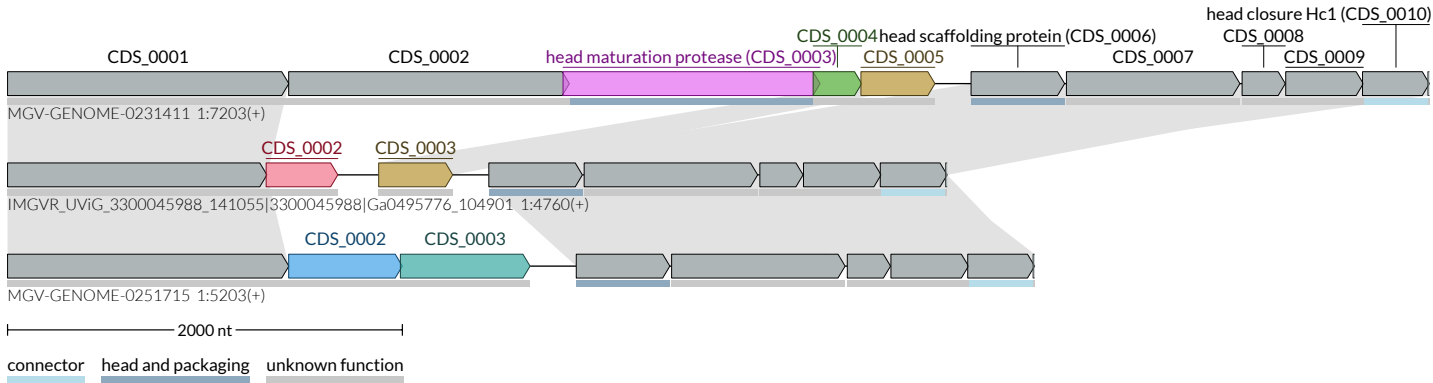 head closure Hc1 (CDS_0010)
CDS_0004 head scaffolding protein (CDS_0006) CDS_0008
CDS_0001 CDS_0002 head maturation protease (CDS_0003) CDS_0005 CDS_0007 CDS_0009
MGV-GENOME-0231411 1:7203(+)
CDS_0002 CDS_0003
IMGVR_UViG_3300045988_141055|3300045988|Ga0495776_104901 1:4760(+)
CDS_0002 CDS_0003
MGV-GENOME-0251715 1:5203(+)
2000 nt
connector head and packaging unknown function